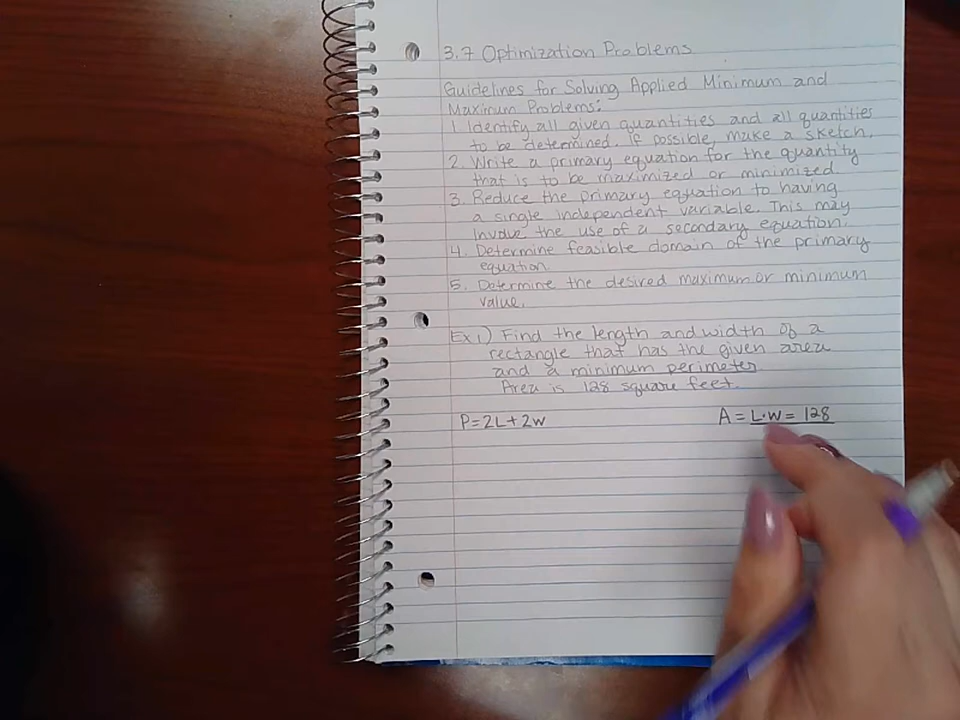 3.7 Optimization Problems
Guidelines for Solving Applied Minimum and
Maximum Problems:
1. Identify all given quantities and all quantities
to be determined. If possible, make a sketch.
2. Write a primary equation for the quantity
that is to be maximized or minimized.
3. Reduce the primary equation to having
a single independent variable. This may
involve the use of a secondary equation.
4. Determine feasible domain of the primary
equation.
5. Determine the desired maximum or minimum
value.
Ex1) Find the length and width of a
rectangle that has the given area
and a minimum perimeter.
Area is 128 square feet.
P=2L+2W A=L·W=128